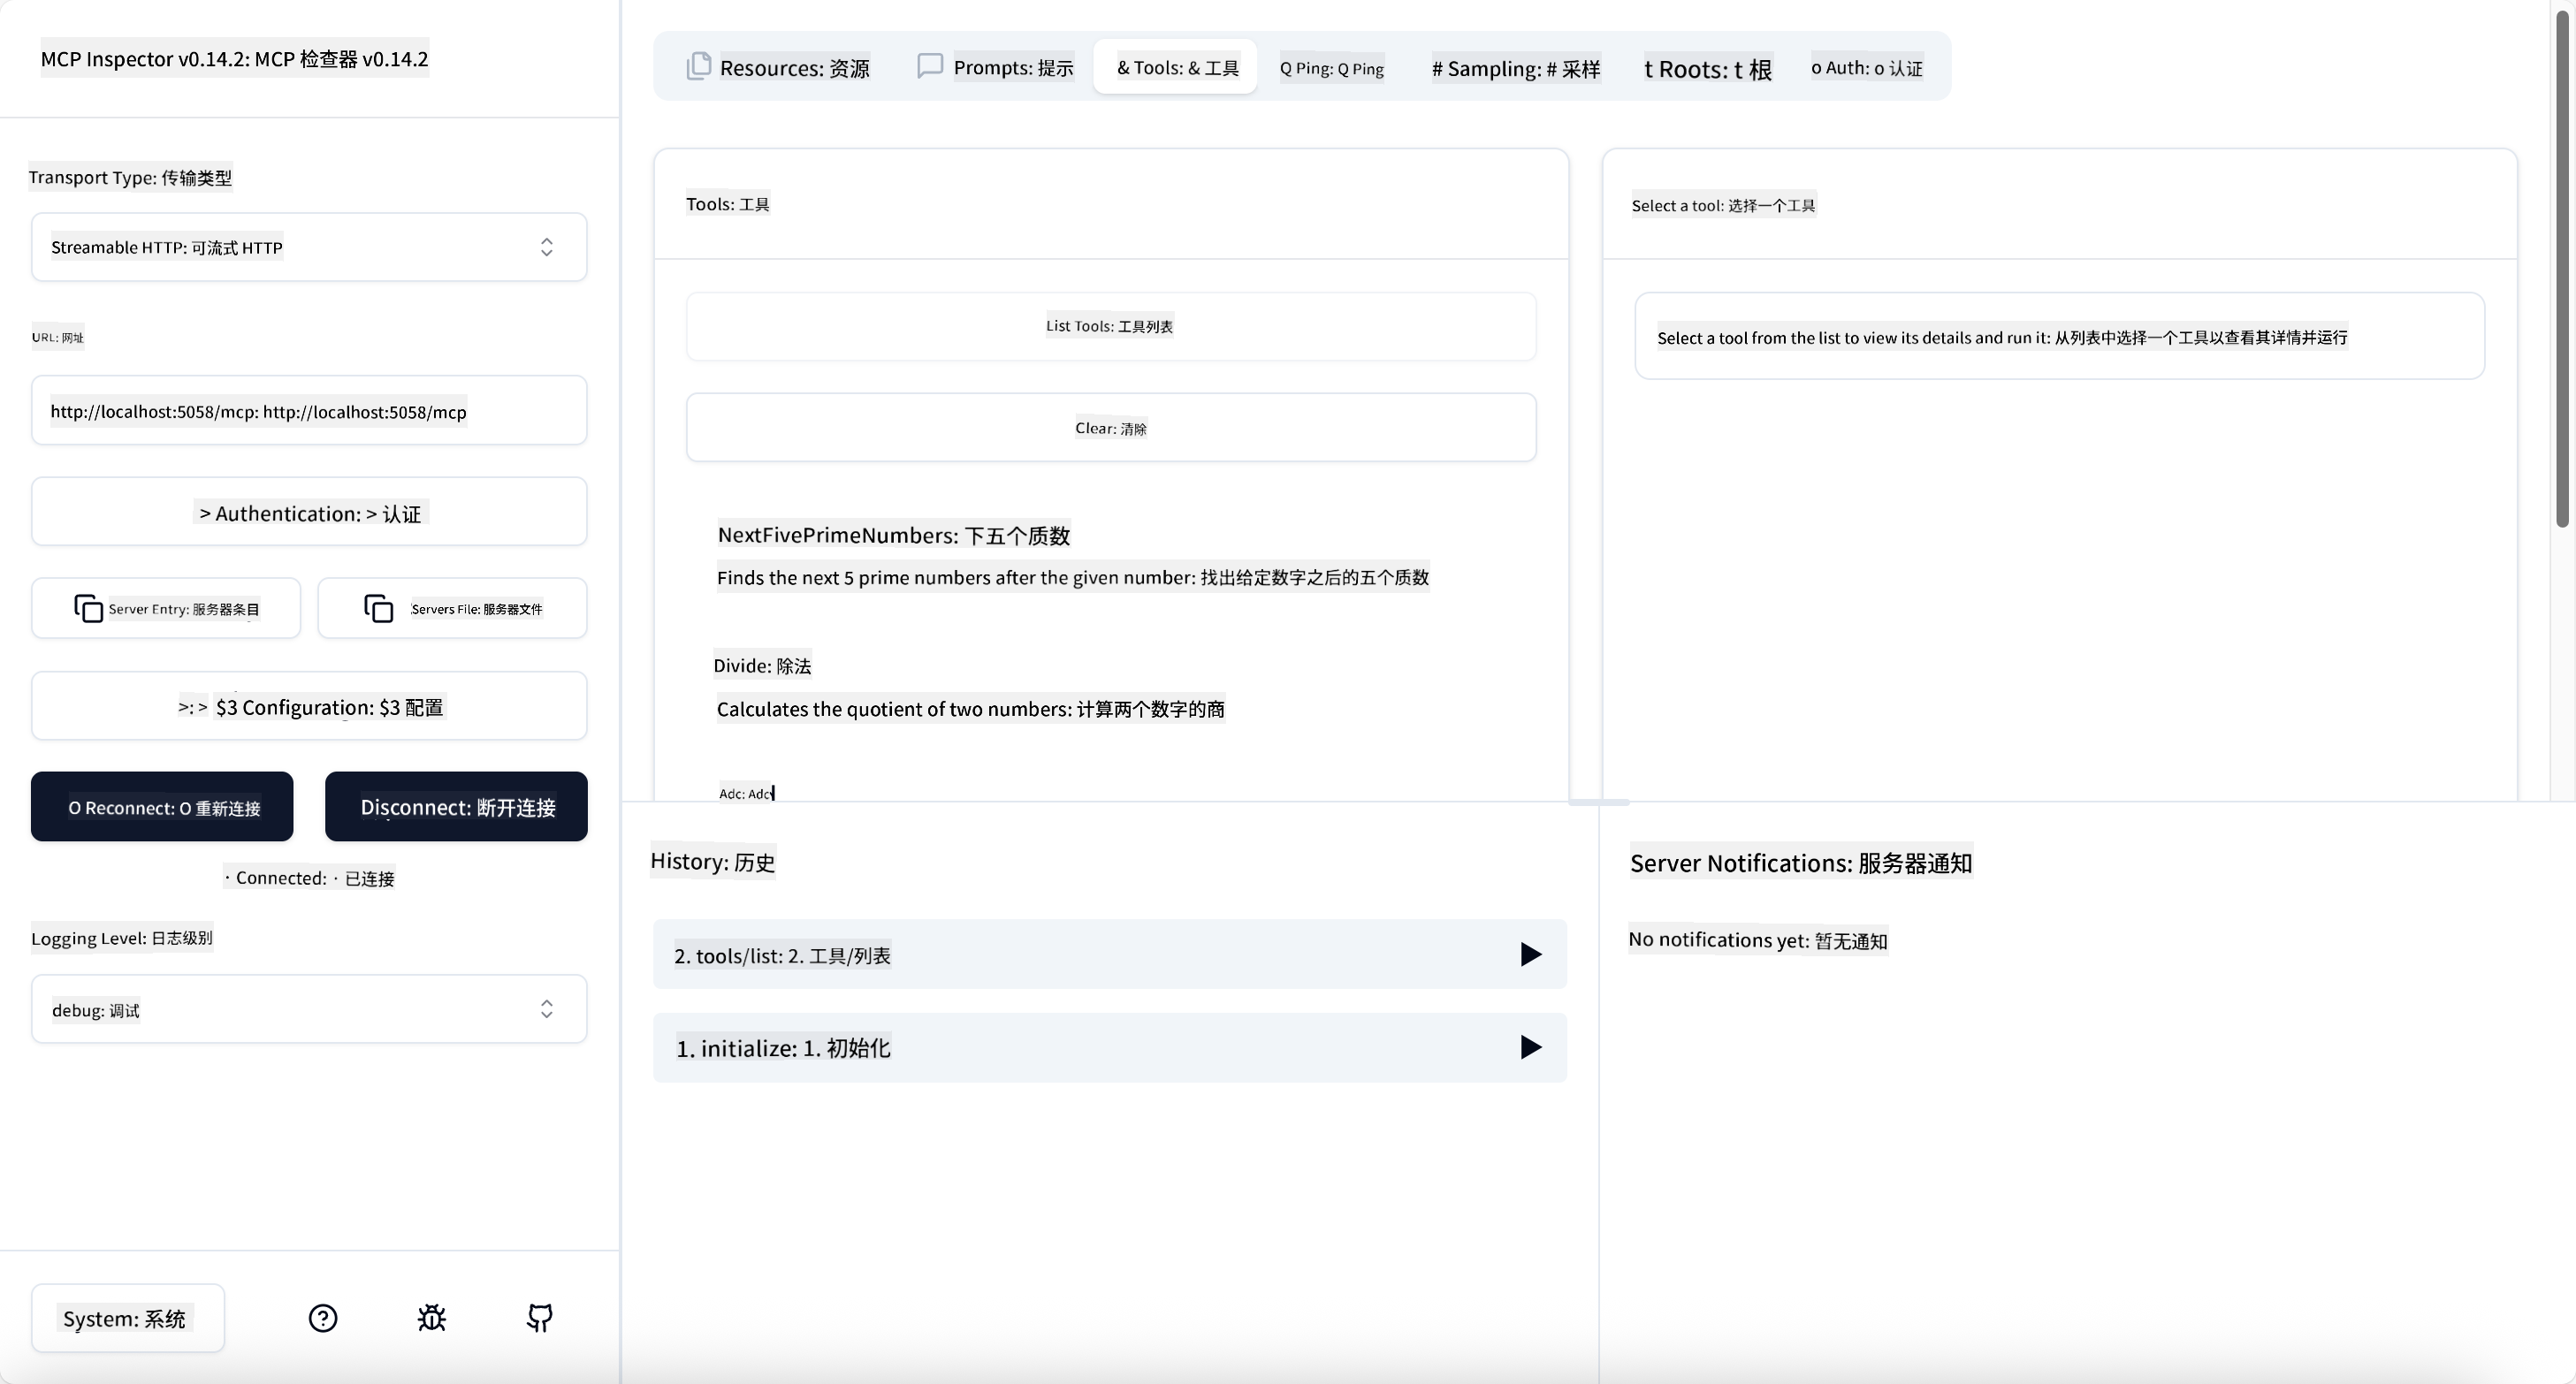 MCP Inspector v0.14.2: MCP 检查器 v0.14.2
Transport Type: 传输类型
Streamable HTTP: 可流式 HTTP
URL: 网址
http://localhost:5058/mcp: http://localhost:5058/mcp
> Authentication: > 认证
Server Entry: 服务器条目
Servers File: 服务器文件
>: > $3 Configuration: $3 配置
O Reconnect: O 重新连接
Disconnect: 断开连接
· Connected: · 已连接
Logging Level: 日志级别
debug: 调试
System: 系统
Resources: 资源
Prompts: 提示
& Tools: & 工具
Q Ping: Q Ping
# Sampling: # 采样
t Roots: t 根
o Auth: o 认证
Tools: 工具
List Tools: 工具列表
Clear: 清除
NextFivePrimeNumbers: 下五个质数
Finds the next 5 prime numbers after the given number: 找出给定数字之后的五个质数
Divide: 除法
Calculates the quotient of two numbers: 计算两个数字的商
Adc: Adc
Select a tool: 选择一个工具
Select a tool from the list to view its details and run it: 从列表中选择一个工具以查看其详情并运行
History: 历史
2. tools/list: 2. 工具/列表
1. initialize: 1. 初始化
Server Notifications: 服务器通知
No notifications yet: 暂无通知